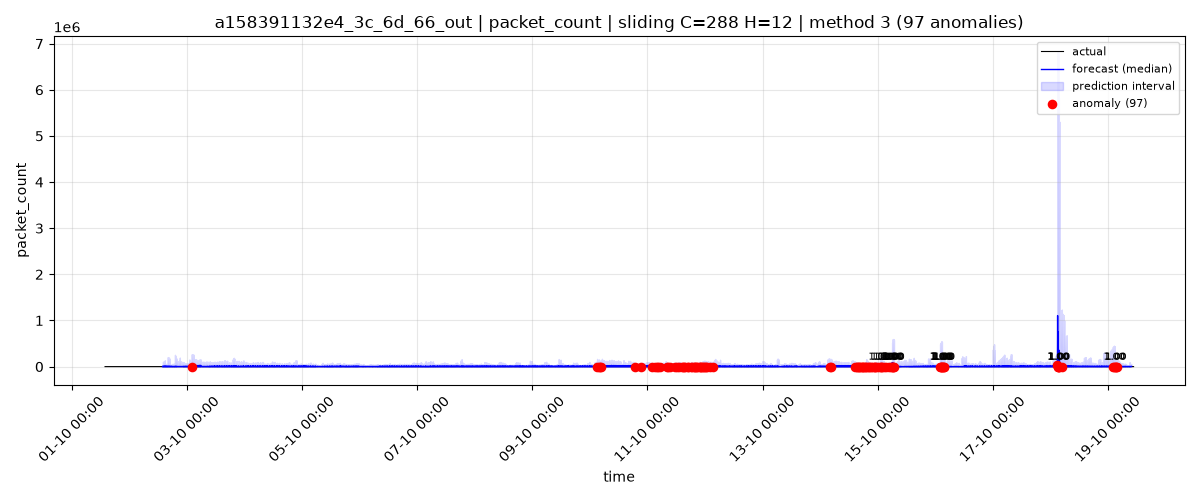 a158391132e4_3c_6d_66_out | packet_count | sliding C=288 H=12 | method 3 (97 anomalies)
1e6
7
6
5
4
3
2
1
0
packet_count
actual
forecast (median)
prediction interval
anomaly (97)
1.00
1.00
01-10 00:00
03-10 00:00
05-10 00:00
07-10 00:00
09-10 00:00
11-10 00:00
13-10 00:00
15-10 00:00
17-10 00:00
19-10 00:00
time